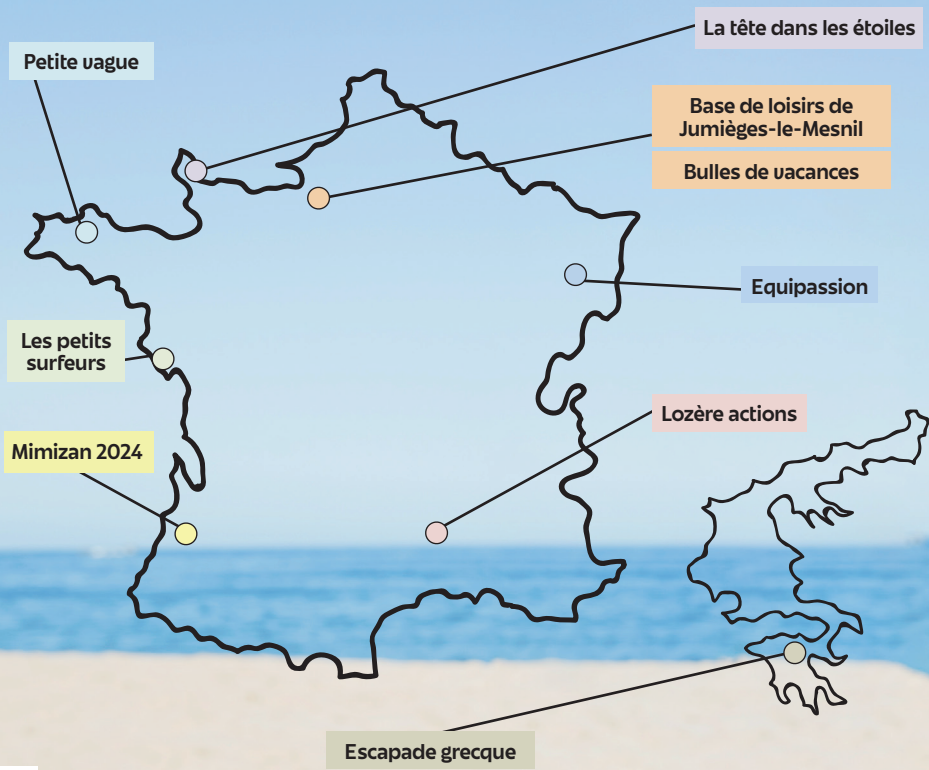 La tête dans les étoiles
Petite vague
Base de loisirs de
Jumièges-le-Mesnil
Bulles de vacances
Equipassion
Les petits
surfeurs
Lozère actions
Mimizan 2024
Escapade grecque